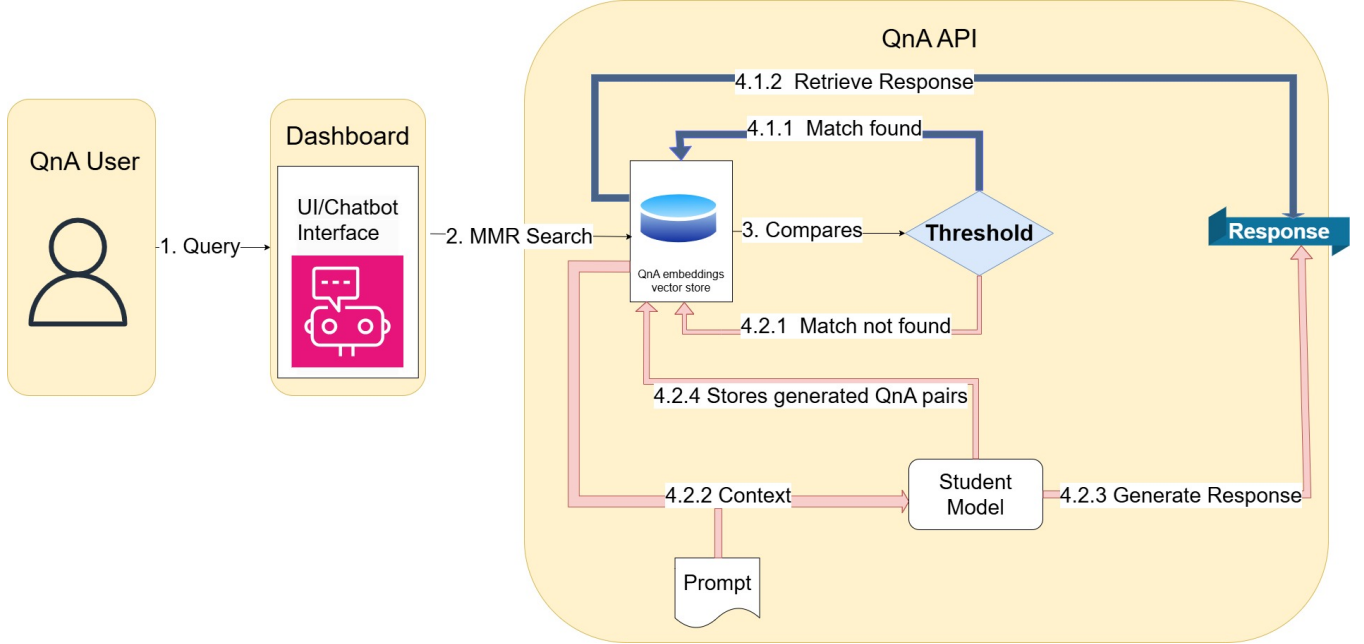 QnA API
4.1.2 Retrieve Response
4.1.1 Match found
Dashboard
QnA User
UI/Chatbot
Interface
1. Query
2. MMR Search
3. Compares
Threshold
Response
QnA embeddings
vector store
4.2.1 Match not found
4.2.4 Stores generated QnA pairs
4.2.2 Context
Student
Model
4.2.3 Generate Response
Prompt